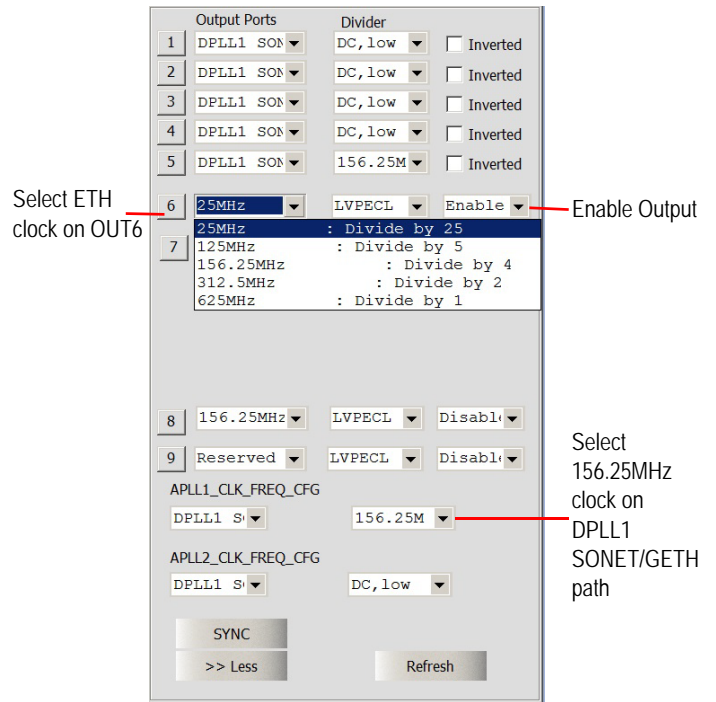 Output Ports Divider
1 DPLL1 SON DC,low Inverted
2 DPLL1 SON DC,low Inverted
3 DPLL1 SON DC,low Inverted
4 DPLL1 SON DC,low Inverted
5 DPLL1 SON 156.25M Inverted
Select ETH
clock on OUT6
6 25MHz LVPECL Enable
Enable Output
25MHz : Divide by 25
7 125MHz : Divide by 5
156.25MHz : Divide by 4
312.5MHz : Divide by 2
625MHz : Divide by 1
8 156.25MHz LVPECL Disabl
9 Reserved LVPECL Disabl
APLL1_CLK_FREQ_CFG
DPLL1 S 156.25M
Select
156.25MHz
clock on
DPLL1
SONET/GETH
path
APLL2_CLK_FREQ_CFG
DPLL1 S DC,low
SYNC
>> Less Refresh